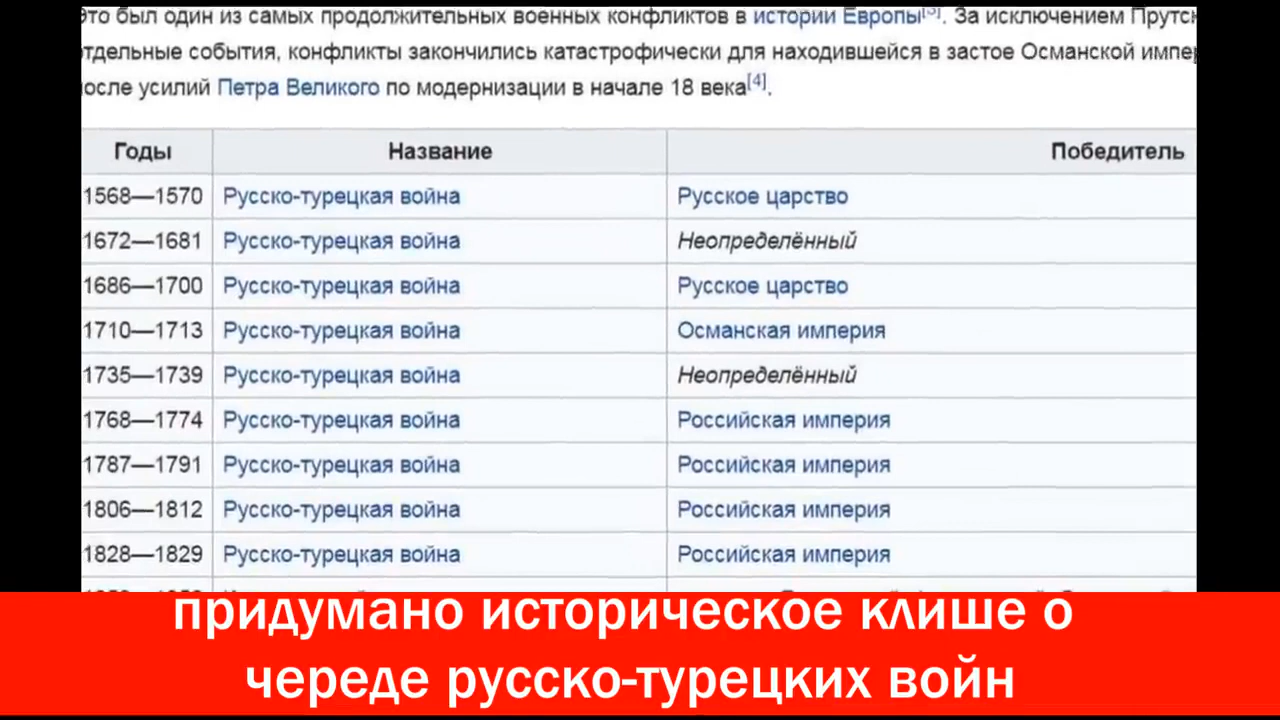 Это был один из самых продолжительных военных конфликтов в истории Европы[3]. За исключением
отдельные события, конфликты закончились катастрофически для находившейся в застое Османской
после усилий Петра Великого по модернизации в начале 18 века[4].
Годы Название Победитель
1568—1570 Русско-турецкая война Русское царство
1672—1681 Русско-турецкая война Неопределённый
1686—1700 Русско-турецкая война Русское царство
1710—1713 Русско-турецкая война Османская империя
1735—1739 Русско-турецкая война Неопределённый
1768—1774 Русско-турецкая война Российская империя
1787—1791 Русско-турецкая война Российская империя
1806—1812 Русско-турецкая война Российская империя
1828—1829 Русско-турецкая война Российская империя
придумано историческое клише о
череде русско-турецких войн